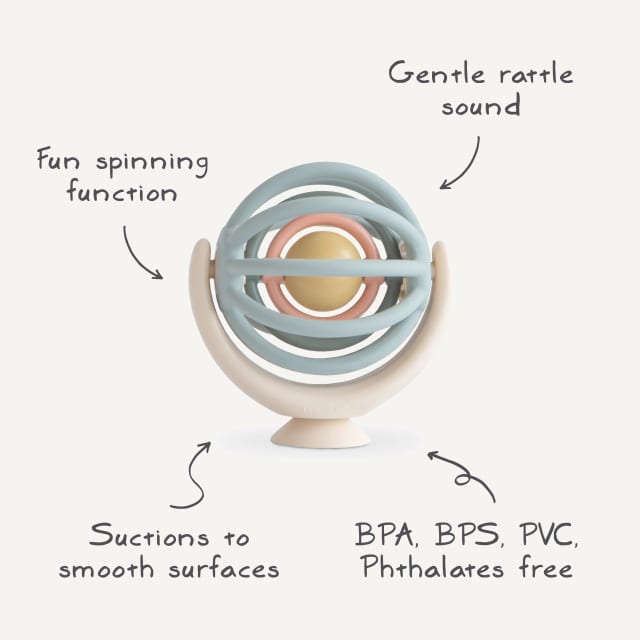 Gentle rattle
sound
Fun spinning
function
Suctions to
smooth surfaces
BPA, BPS, PVC,
Phthalates free